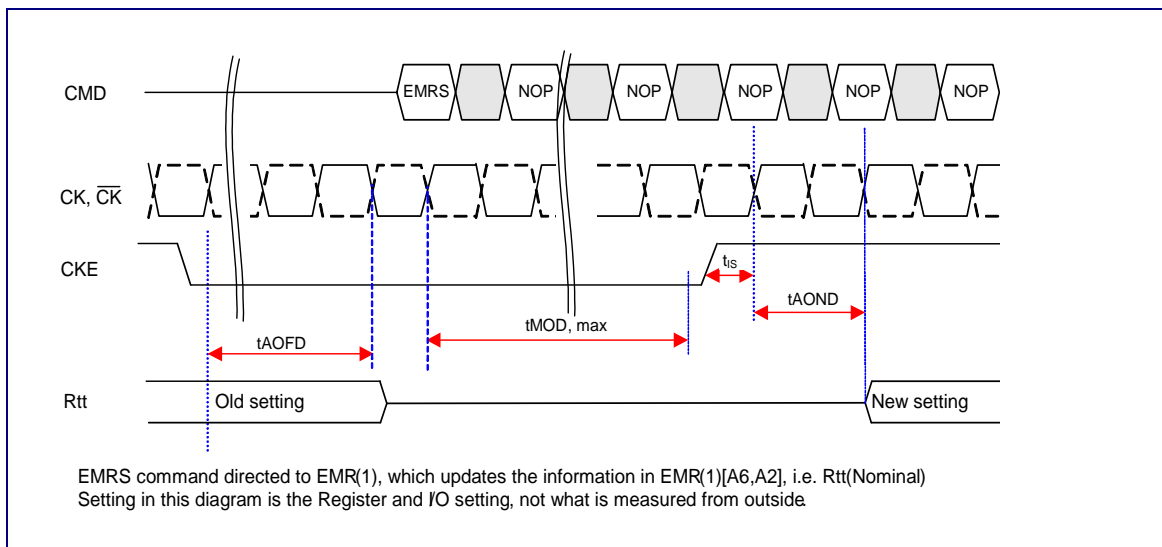 CMD
EMRS NOP NOP NOP NOP NOP
CK, CK
CKE
tIS
tAOND
tMOD, max
tAOFD
Rtt
Old setting
New setting
EMRS command directed to EMR(1), which updates the information in EMR(1)[A6,A2], i.e. Rtt(Nominal)
Setting in this diagram is the Register and I/O setting, not what is measured from outside.